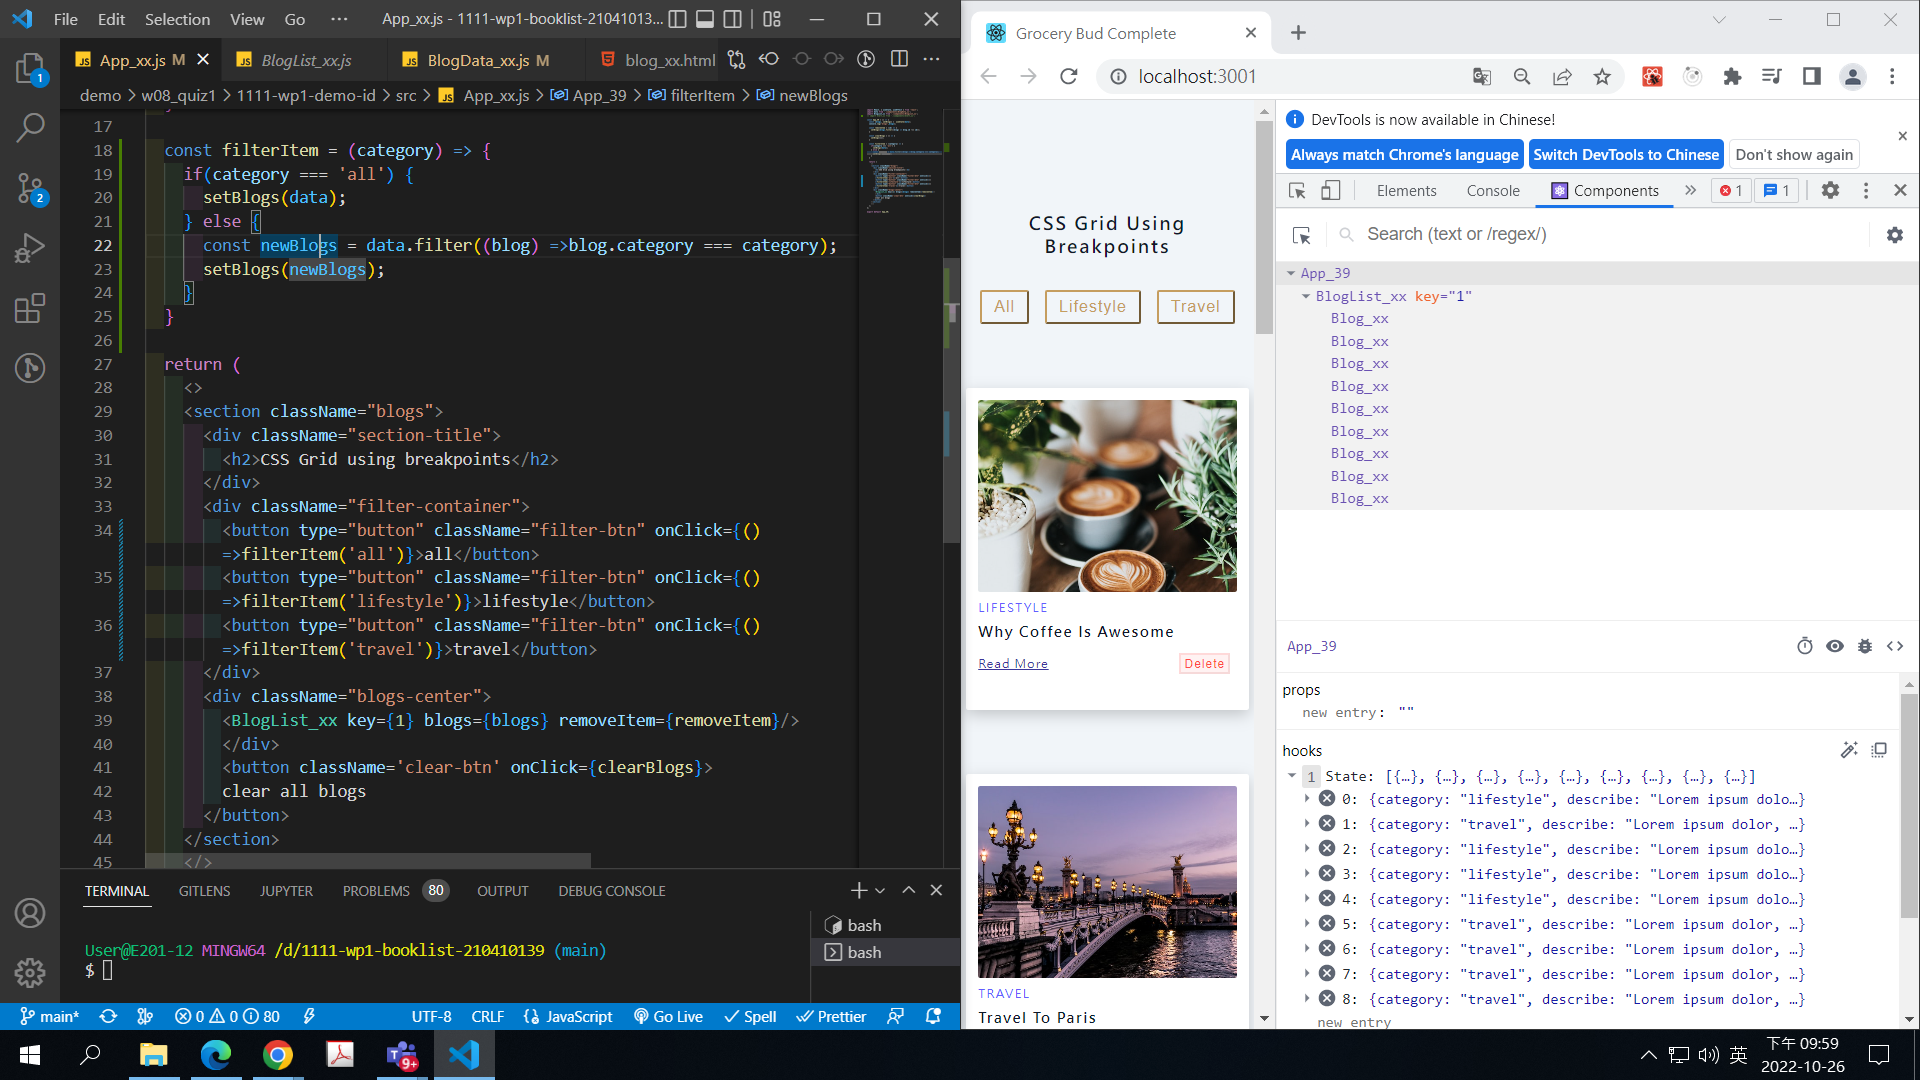 File Edit Selection View Go ··· App_xx.js - 1111-wp1-booklist-21041013...
App_xx.js M BlogList_xx.js BlogData_xx.js M blog_xx.html
demo > w08_quiz1 > 1111-wp1-demo-id > src > App_xx.js > App_39 > filterItem > newBlogs
17
18 const filterItem = (category) => {
19 if(category === 'all') {
20 setBlogs(data);
21 } else {
22 const newBlogs = data.filter((blog) =>blog.category === category);
23 setBlogs(newBlogs);
24 }
25 }
26
27 return (
28 <>
29 <section className="blogs">
30 <div className="section-title">
31 <h2>CSS Grid using breakpoints</h2>
32 </div>
33 <div className="filter-container">
34 <button type="button" className="filter-btn" onClick={()
=>filterItem('all')}>all</button>
35 <button type="button" className="filter-btn" onClick={()
=>filterItem('lifestyle')}>lifestyle</button>
36 <button type="button" className="filter-btn" onClick={()
=>filterItem('travel')}>travel</button>
37 </div>
38 <div className="blogs-center">
39 <BlogList_xx key={1} blogs={blogs} removeItem={removeItem}/>
40 </div>
41 <button className='clear-btn' onClick={clearBlogs}>
42 clear all blogs
43 </button>
44 </section>
45 </>
TERMINAL GITLENS JUPYTER PROBLEMS 80 OUTPUT DEBUG CONSOLE
User@E201-12 MINGW64 /d/1111-wp1-booklist-210410139 (main)
$
bash
bash
1
2
main* 0 0 80 UTF-8 CRLF JavaScript Go Live Spell Prettier
Grocery Bud Complete
localhost:3001
CSS Grid Using
Breakpoints
All Lifestyle Travel
LIFESTYLE
Why Coffee Is Awesome
Read More Delete
TRAVEL
Travel To Paris
DevTools is now available in Chinese!
Always match Chrome's language Switch DevTools to Chinese Don't show again
Elements Console Components » 1 1
Search (text or /regex/)
App_39
BlogList_xx key="1"
Blog_xx
Blog_xx
Blog_xx
Blog_xx
Blog_xx
Blog_xx
Blog_xx
Blog_xx
Blog_xx
App_39
props
new entry: ""
hooks
1 State: [{…}, {…}, {…}, {…}, {…}, {…}, {…}, {…}, {…}]
0: {category: "lifestyle", describe: "Lorem ipsum dolo…}
1: {category: "travel", describe: "Lorem ipsum dolor, …}
2: {category: "lifestyle", describe: "Lorem ipsum dolo…}
3: {category: "lifestyle", describe: "Lorem ipsum dolo…}
4: {category: "lifestyle", describe: "Lorem ipsum dolo…}
5: {category: "travel", describe: "Lorem ipsum dolor, …}
6: {category: "travel", describe: "Lorem ipsum dolor, …}
7: {category: "travel", describe: "Lorem ipsum dolor, …}
8: {category: "travel", describe: "Lorem ipsum dolor, …}
new entry
9+
英
下午 09:59
2022-10-26